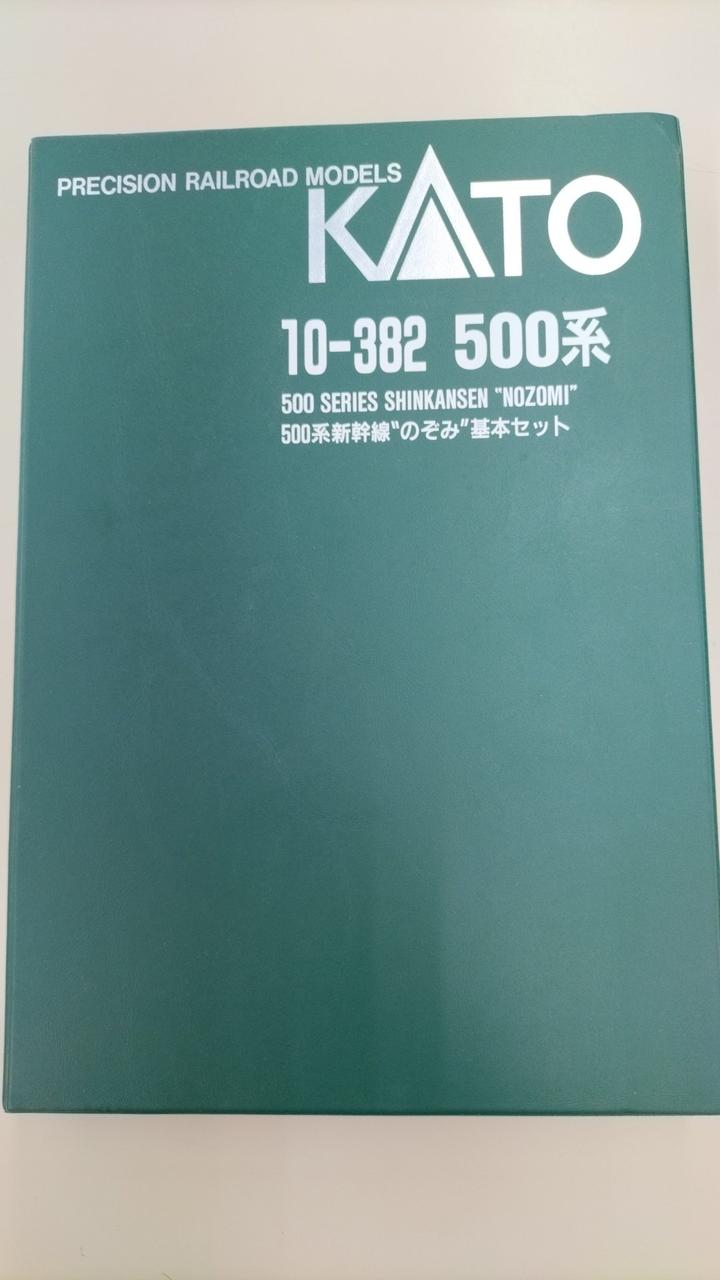 PRECISION RAILROAD MODELS
KATO
10-382 500系
500 SERIES SHINKANSEN “NOZOMI”
500系新幹線“のぞみ”基本セット